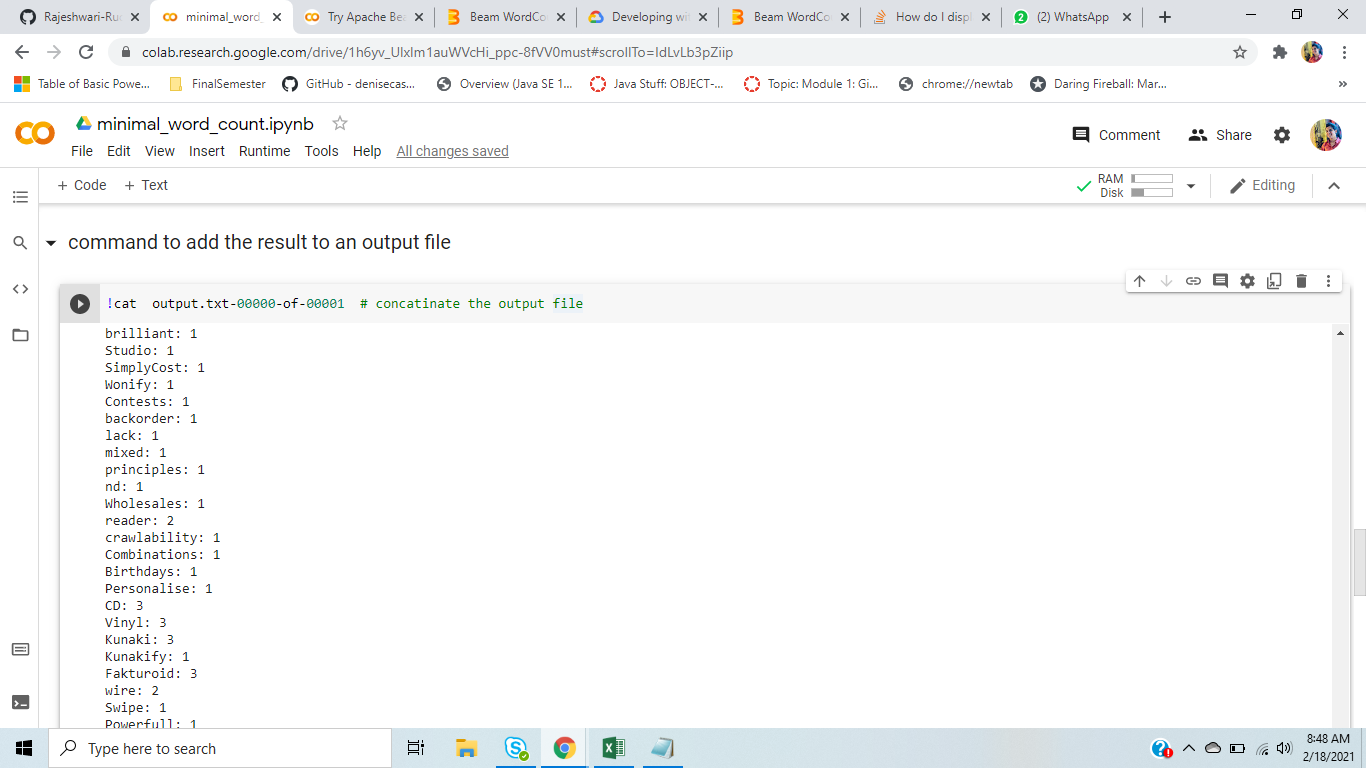 Rajeshwari-Ru
minimal_word_
Try Apache Be
Beam WordCo
Developing wi
Beam WordCo
How do I disp
(2) WhatsApp
colab.research.google.com/drive/1h6yv_UlxIm1auWVcHi_ppc-8fVV0must#scrollTo=IdLvLb3pZiip
Table of Basic Powe...
FinalSemester
GitHub - denisecas...
Overview (Java SE 1...
Java Stuff: OBJECT-...
Topic: Module 1: Gi...
chrome://newtab
Daring Fireball: Mar...
»
minimal_word_count.ipynb
Comment
Share
File Edit View Insert Runtime Tools Help All changes saved
+ Code + Text
RAM
Disk
Editing
command to add the result to an output file
!cat  output.txt-00000-of-00001  # concatinate the output file
brilliant: 1
Studio: 1
SimplyCost: 1
Wonify: 1
Contests: 1
backorder: 1
lack: 1
mixed: 1
principles: 1
nd: 1
Wholesales: 1
reader: 2
crawlability: 1
Combinations: 1
Birthdays: 1
Personalise: 1
CD: 3
Vinyl: 3
Kunaki: 3
Kunakify: 1
Fakturoid: 3
wire: 2
Swipe: 1
Powerfull: 1
Type here to search
8:48 AM
2/18/2021